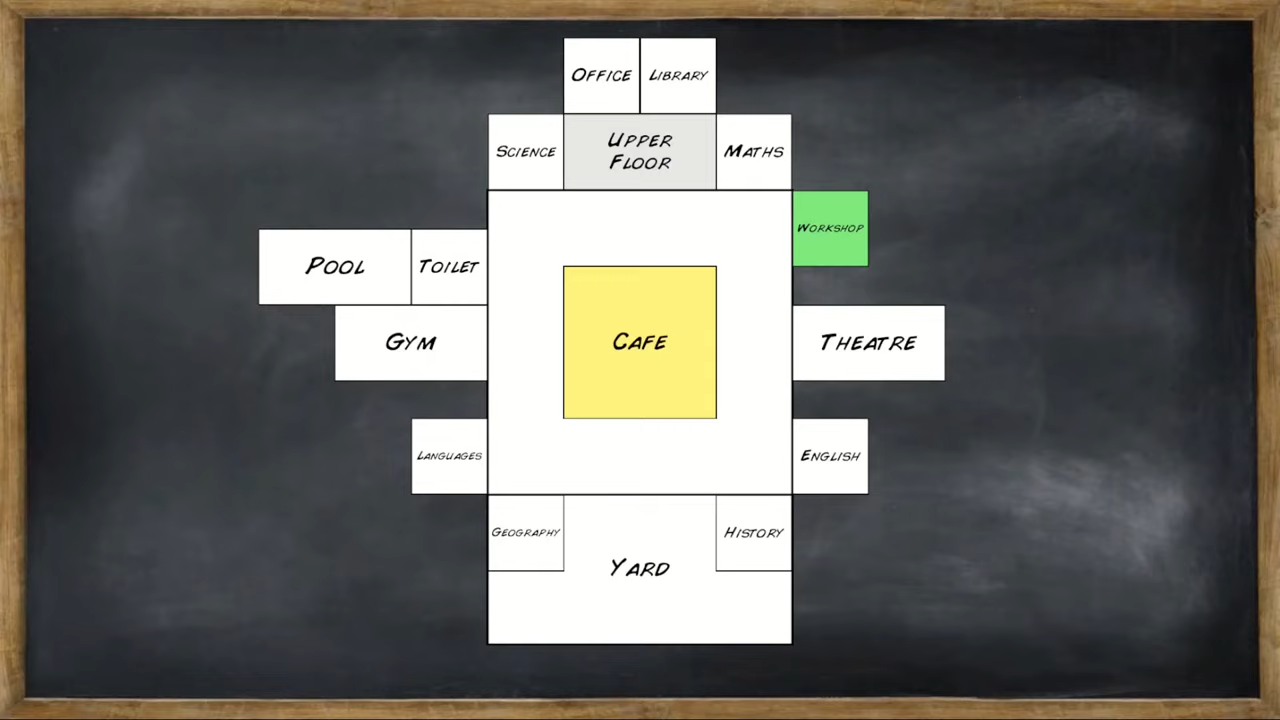 OFFICE
LIBRARY
SCIENCE
UPPER
FLOOR
MATHS
WORKSHOP
POOL
TOILET
GYM
CAFE
THEATRE
LANGUAGES
ENGLISH
GEOGRAPHY
HISTORY
YARD